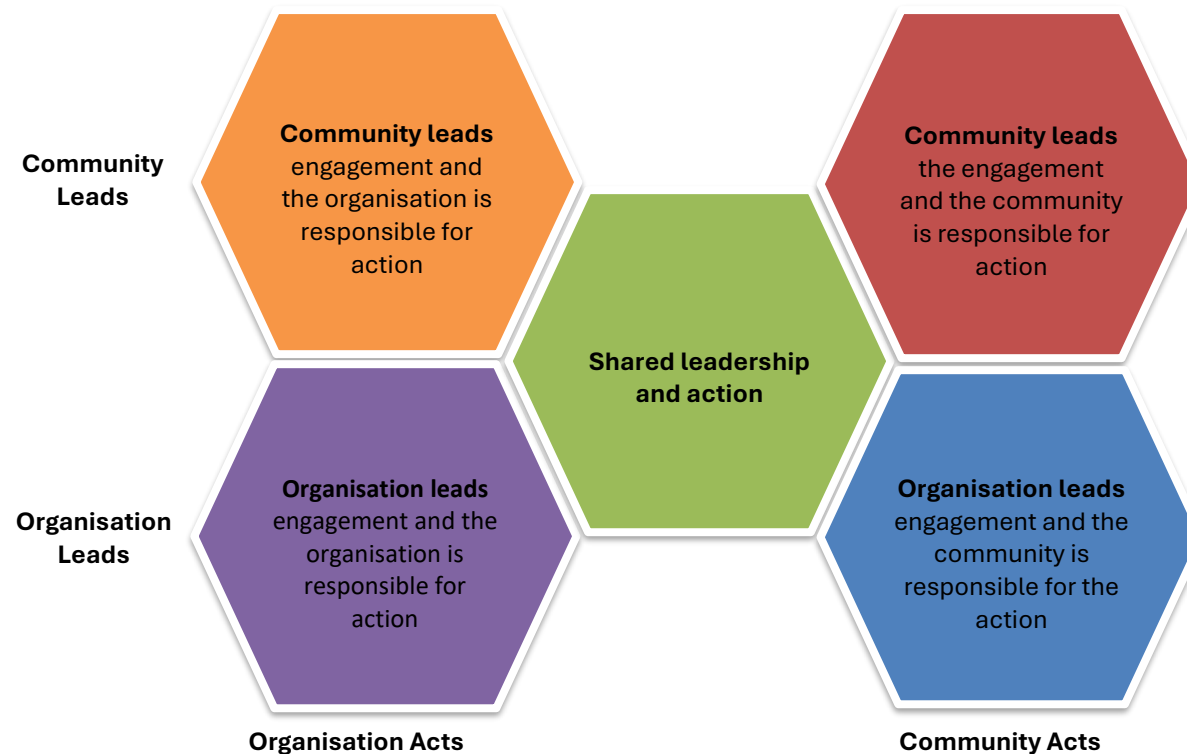 Community
Leads
Community leads
engagement and
the organisation is
responsible for
action
Community leads
the engagement
and the community
is responsible for
action
Shared leadership
and action
Organisation
Leads
Organisation leads
engagement and the
organisation is
responsible for
action
Organisation leads
engagement and the
community is
responsible for the
action
Organisation Acts
Community Acts